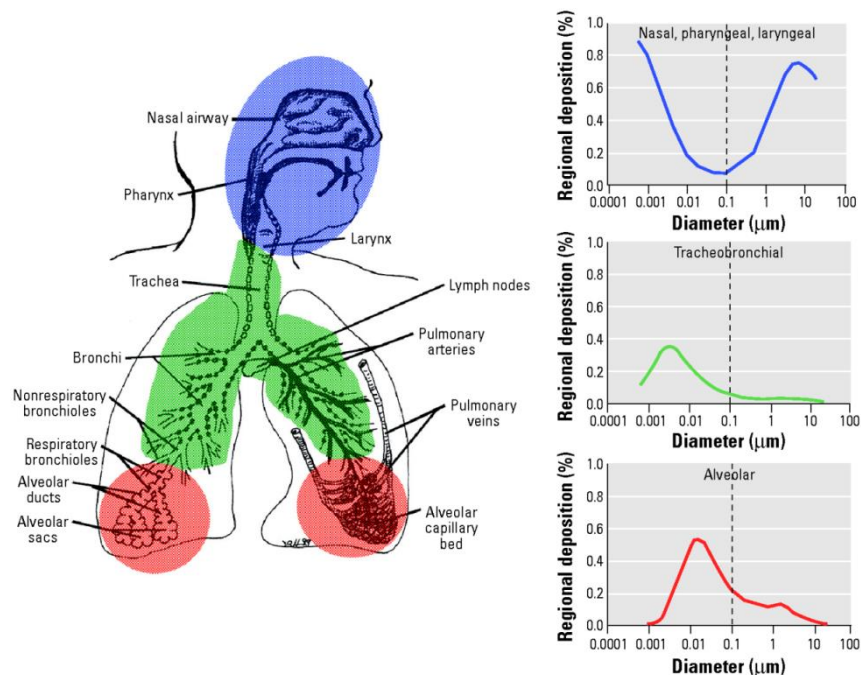 Nasal airway
Pharynx
Larynx
Trachea
Lymph nodes
Bronchi
Pulmonary
arteries
Nonrespiratory
bronchioles
Pulmonary
veins
Respiratory
bronchioles
Alveolar
ducts
Alveolar
sacs
Alveolar
capillary
bed
Regional deposition (%)
Nasal, pharyngeal, laryngeal
1.0
0.8
0.6
0.4
0.2
0.0
0.0001 0.001 0.01 0.1 1 10 100
Diameter (μm)
Regional deposition (%)
Tracheobronchial
1.0
0.8
0.6
0.4
0.2
0.0
0.0001 0.001 0.01 0.1 1 10 100
Diameter (μm)
Regional deposition (%)
Alveolar
1.0
0.8
0.6
0.4
0.2
0.0
0.0001 0.001 0.01 0.1 1 10 100
Diameter (μm)